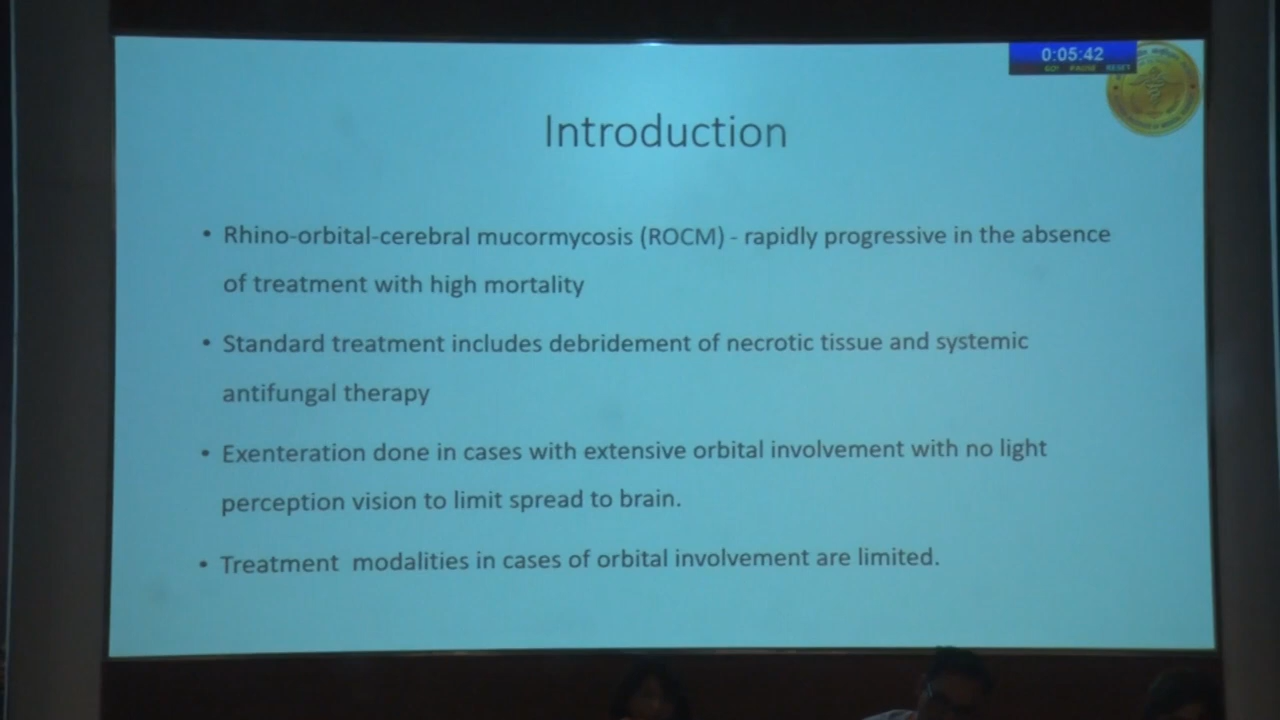 0:05:42
GO! PAUSE RESET
Introduction
• Rhino-orbital-cerebral mucormycosis (ROCM) - rapidly progressive in the absence
of treatment with high mortality
• Standard treatment includes debridement of necrotic tissue and systemic
antifungal therapy
• Exenteration done in cases with extensive orbital involvement with no light
perception vision to limit spread to brain.
• Treatment modalities in cases of orbital involvement are limited.